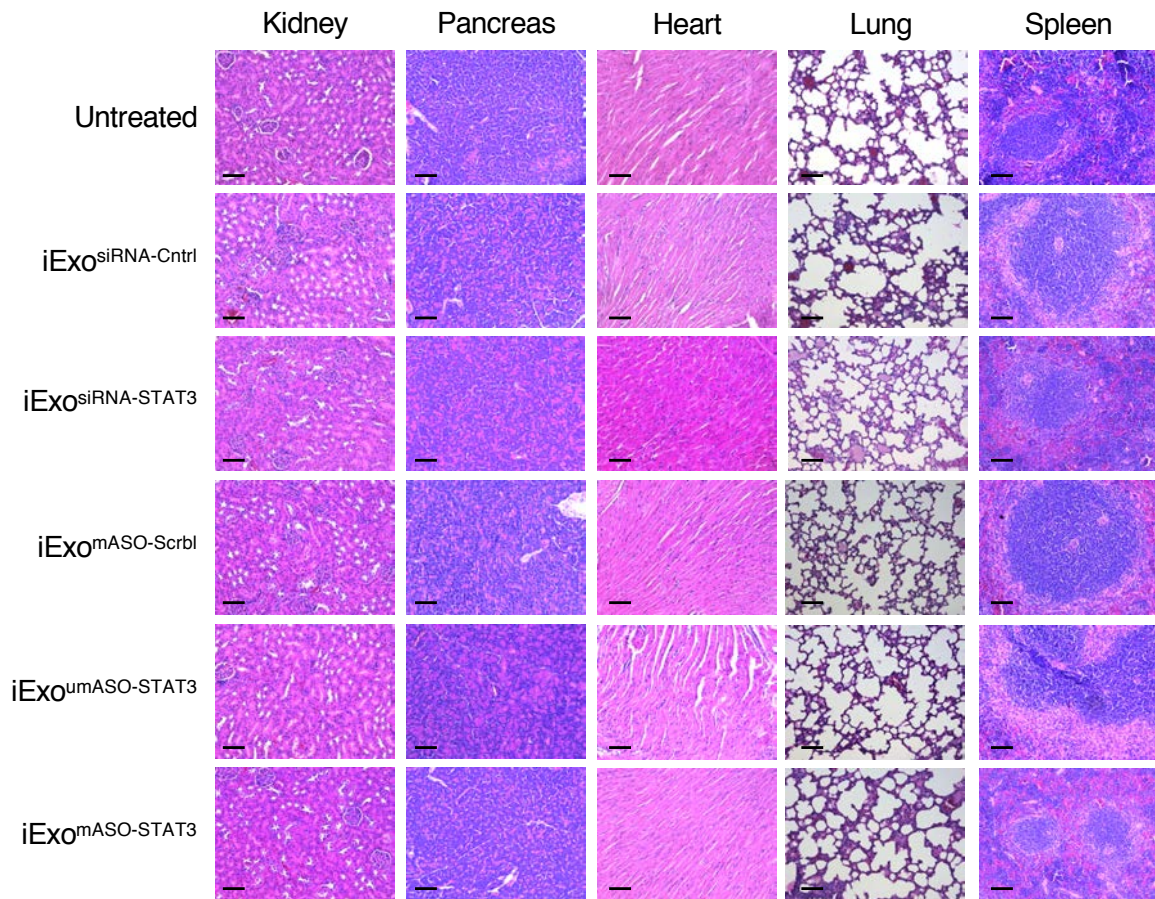 Kidney Pancreas Heart Lung Spleen
Untreated
iExosiRNA-Cntrl
iExosiRNA-STAT3
iExomASO-Scrbl
iExoumASO-STAT3
iExomASO-STAT3